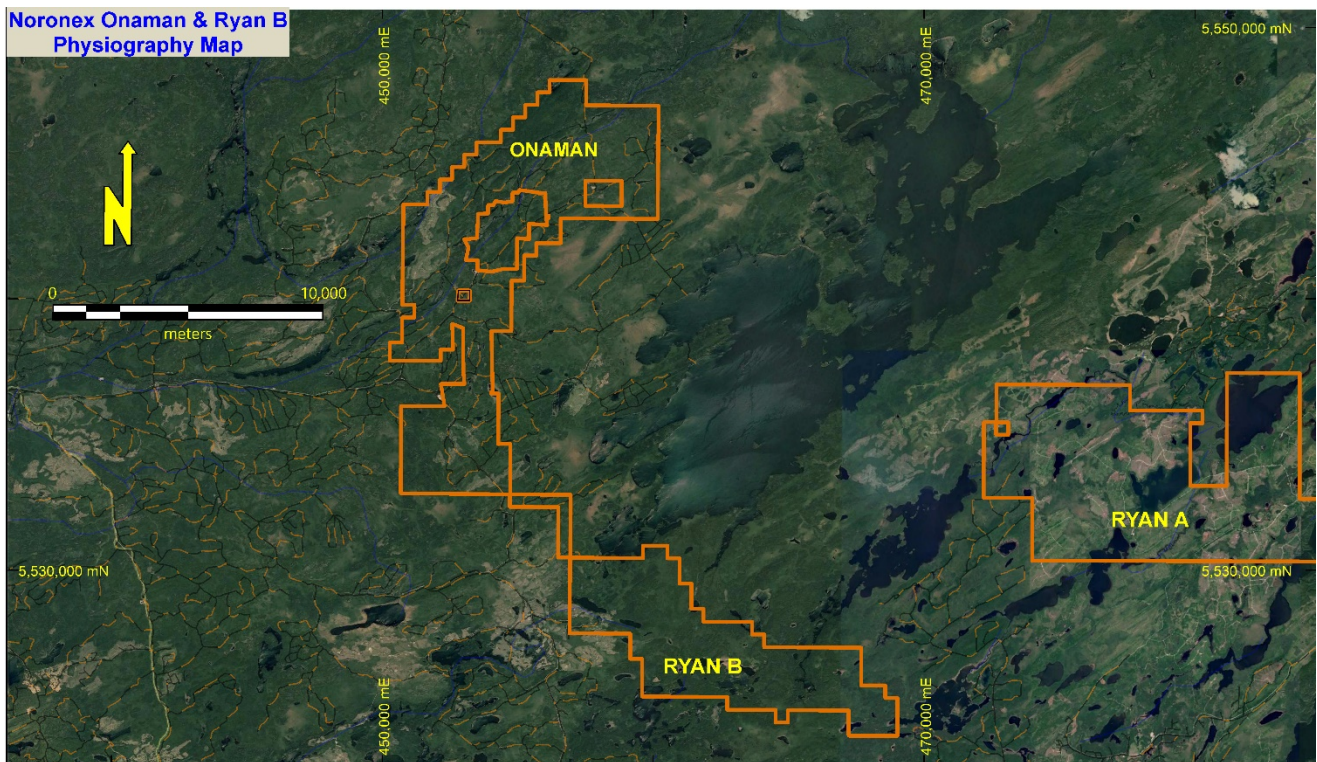 Noronex Onaman & Ryan B
Physiography Map
450,000 mE
470,000 mE
5,550,000 mN
ONAMAN
N
0
10,000
meters
RYAN A
5,530,000 mN
5,530,000 mN
RYAN B
450,000 mE
470,000 mE